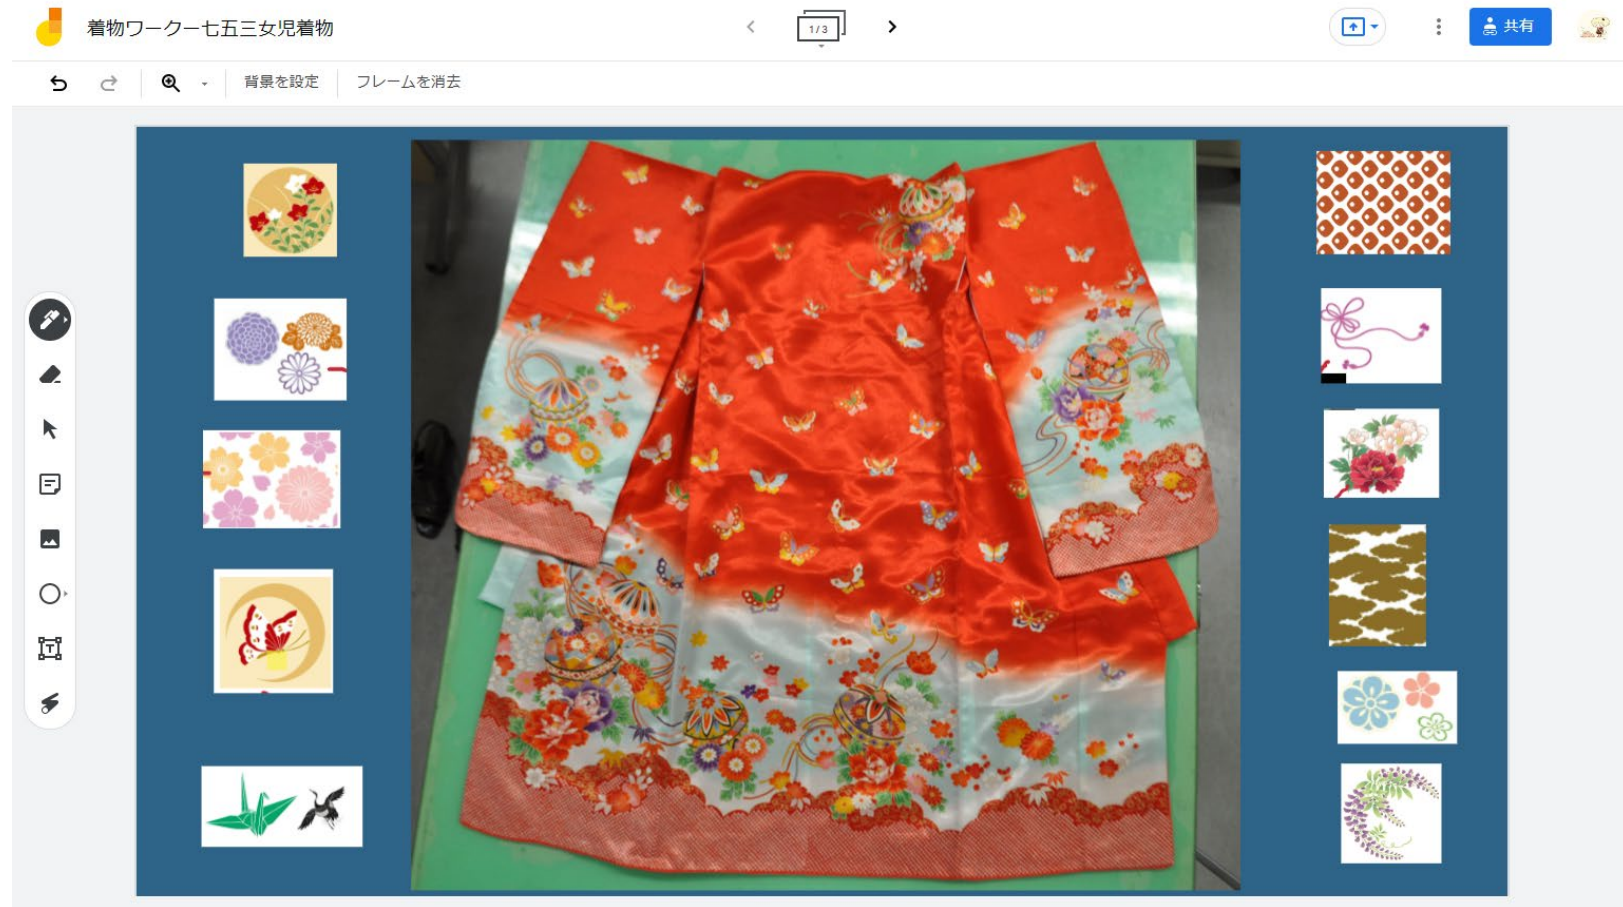 着物ワークー七五三女児着物
1/3
共有
背景を設定
フレームを消去